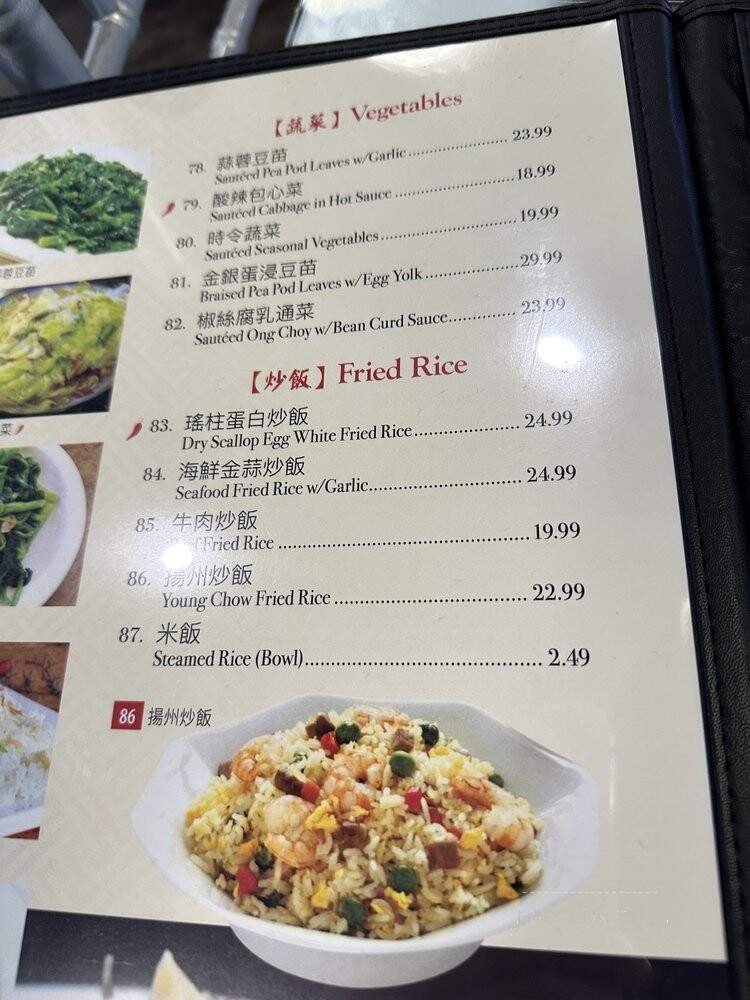 【蔬菜】Vegetables
78. 蒜蓉豆苗
Sautéed Pea Pod Leaves w/Garlic ........................ 23.99
79. 酸辣包心菜
Sautéed Cabbage in Hot Sauce ........................ 18.99
80. 時令蔬菜
Sautéed Seasonal Vegetables........................ 19.99
81. 金銀蛋浸豆苗
Braised Pea Pod Leaves w/Egg Yolk ........................ 29.99
82. 椒絲腐乳通菜
Sautéed Ong Choy w/Bean Curd Sauce............... 23.99
蓉豆苗
菜
【炒飯】Fried Rice
83. 瑤柱蛋白炒飯
Dry Scallop Egg White Fried Rice........................ 24.99
84. 海鮮金蒜炒飯
Seafood Fried Rice w/Garlic................................ 24.99
85. 牛肉炒飯
Fried Rice ................................................ 19.99
86. 揚州炒飯
Young Chow Fried Rice .................................... 22.99
87. 米飯
Steamed Rice (Bowl)........................................... 2.49
86 揚州炒飯